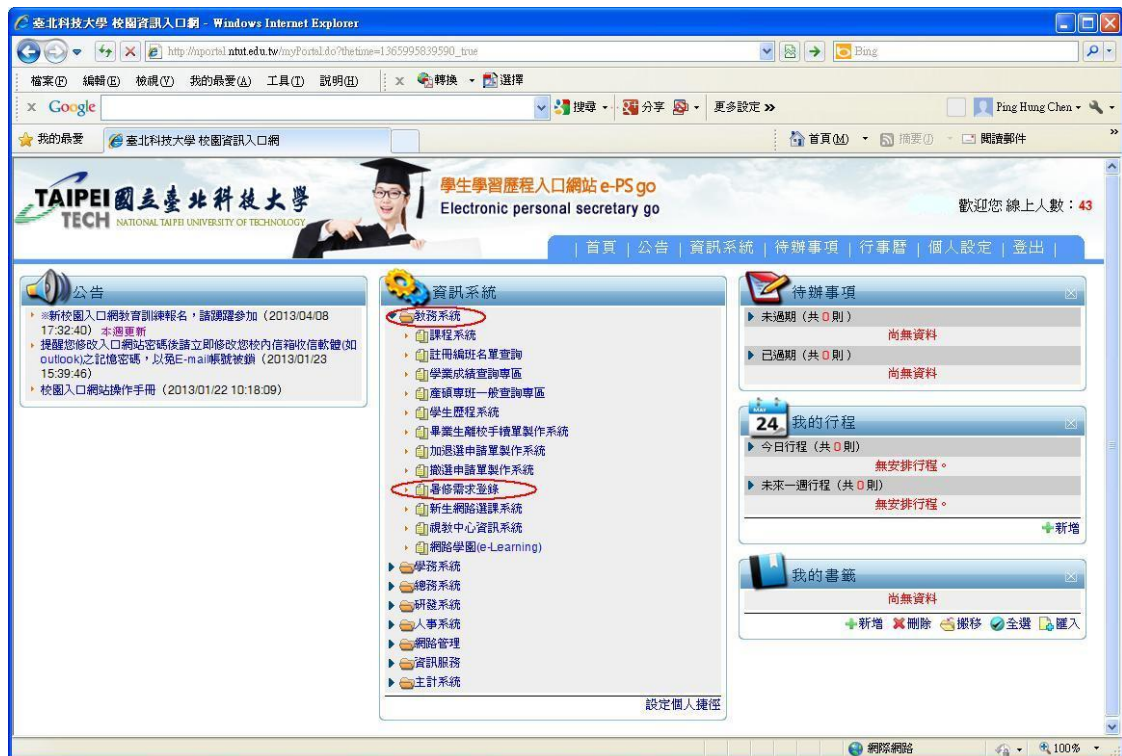 臺北科技大學 校園資訊入口網 - Windows Internet Explorer
http://nportal.ntut.edu.tw/myPortal.do?thetime=1365995839590_true
Bing
檔案(F) 編輯(E) 檢視(V) 我的最愛(A) 工具(T) 說明(H) x 轉換 選擇
x Google 搜尋 分享 更多設定 >> Ping Hung Chen
我的最愛 臺北科技大學 校園資訊入口網 首頁(M) 摘要(J) 閱讀郵件 >>
TAIPEI TECH 國立臺北科技大學
NATIONAL TAIPEI UNIVERSITY OF TECHNOLOGY
學生學習歷程入口網站 e-PS go
Electronic personal secretary go
歡迎您 線上人數：43
| 首頁 | 公告 | 資訊系統 | 待辦事項 | 行事曆 | 個人設定 | 登出 |
公告
※新校園入口網教育訓練報名，請踴躍參加 (2013/04/08
17:32:40) 本週更新
提醒您修改入口網站密碼後請立即修改您校內信箱收信軟體(如
outlook)之記憶密碼，以免E-mail帳號被鎖 (2013/01/23
15:39:46)
校園入口網站操作手冊 (2013/01/22 10:18:09)
資訊系統
教務系統
課程系統
註冊編班名單查詢
學業成績查詢專區
產碩專班一般查詢專區
學生歷程系統
畢業生離校手續單製作系統
加退選申請單製作系統
撤選申請單製作系統
暑修需求登錄
新生網路選課系統
視教中心資訊系統
網路學園(e-Learning)
學務系統
總務系統
研發系統
人事系統
網路管理
資訊服務
主計系統
設定個人捷徑
待辦事項
未過期 (共 0 則)
尚無資料
已過期 (共 0 則)
尚無資料
MAY
24
我的行程
今日行程 (共 0 則)
無安排行程。
未來一週行程 (共 0 則)
無安排行程。
新增
我的書籤
尚無資料
新增 刪除 搬移 全選 匯入
網際網路 100%